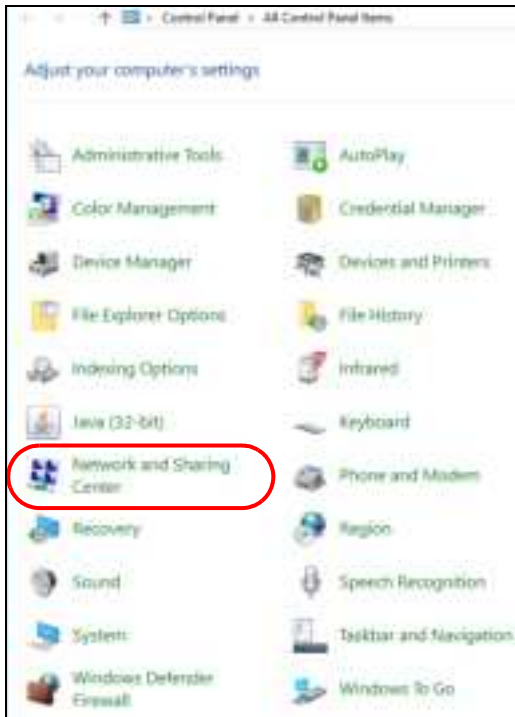 Control Panel › All Control Panel Items
Adjust your computer's settings
Administrative Tools
AutoPlay
Color Management
Credential Manager
Device Manager
Devices and Printers
File Explorer Options
File History
Indexing Options
Infrared
Java (32-bit)
Keyboard
Network and Sharing
Center
Phone and Modem
Recovery
Region
Sound
Speech Recognition
System
Taskbar and Navigation
Windows Defender
Firewall
Windows To Go